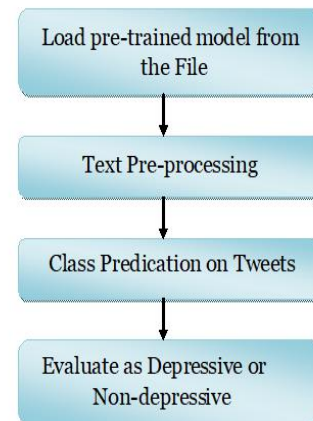 Load pre-trained model from
the File
Text Pre-processing
Class Predication on Tweets
Evaluate as Depressive or
Non-depressive